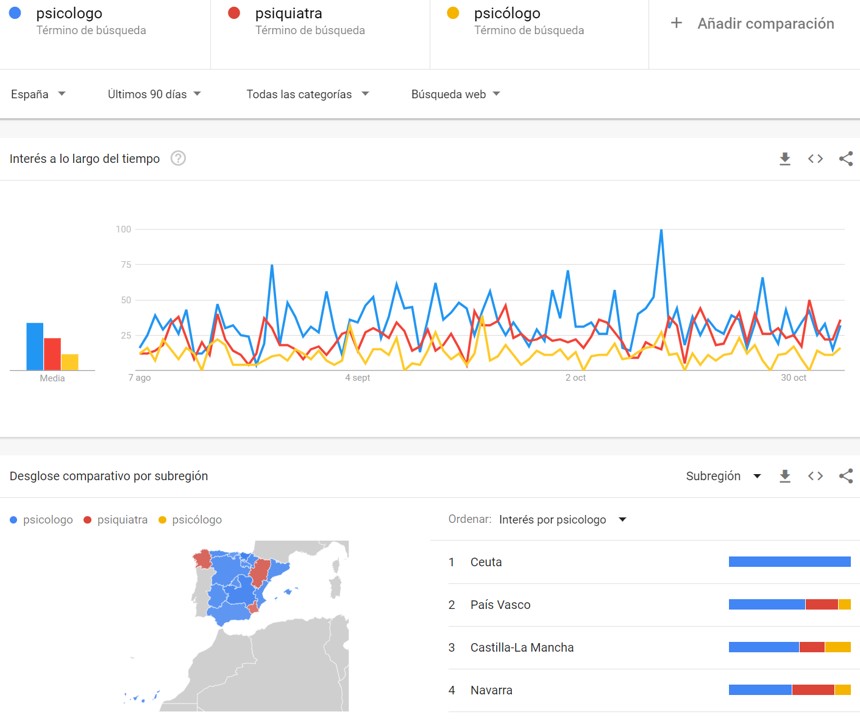 psicologo
Término de búsqueda
psiquiatra
Término de búsqueda
psicólogo
Término de búsqueda
+ Añadir comparación
España
Últimos 90 días
Todas las categorías
Búsqueda web
Interés a lo largo del tiempo ?
100
75
50
25
Media
7 ago
4 sept
2 oct
30 oct
Desglose comparativo por subregión
Subregión
psicologo
psiquiatra
psicólogo
Ordenar: Interés por psicologo
1 Ceuta
2 País Vasco
3 Castilla-La Mancha
4 Navarra